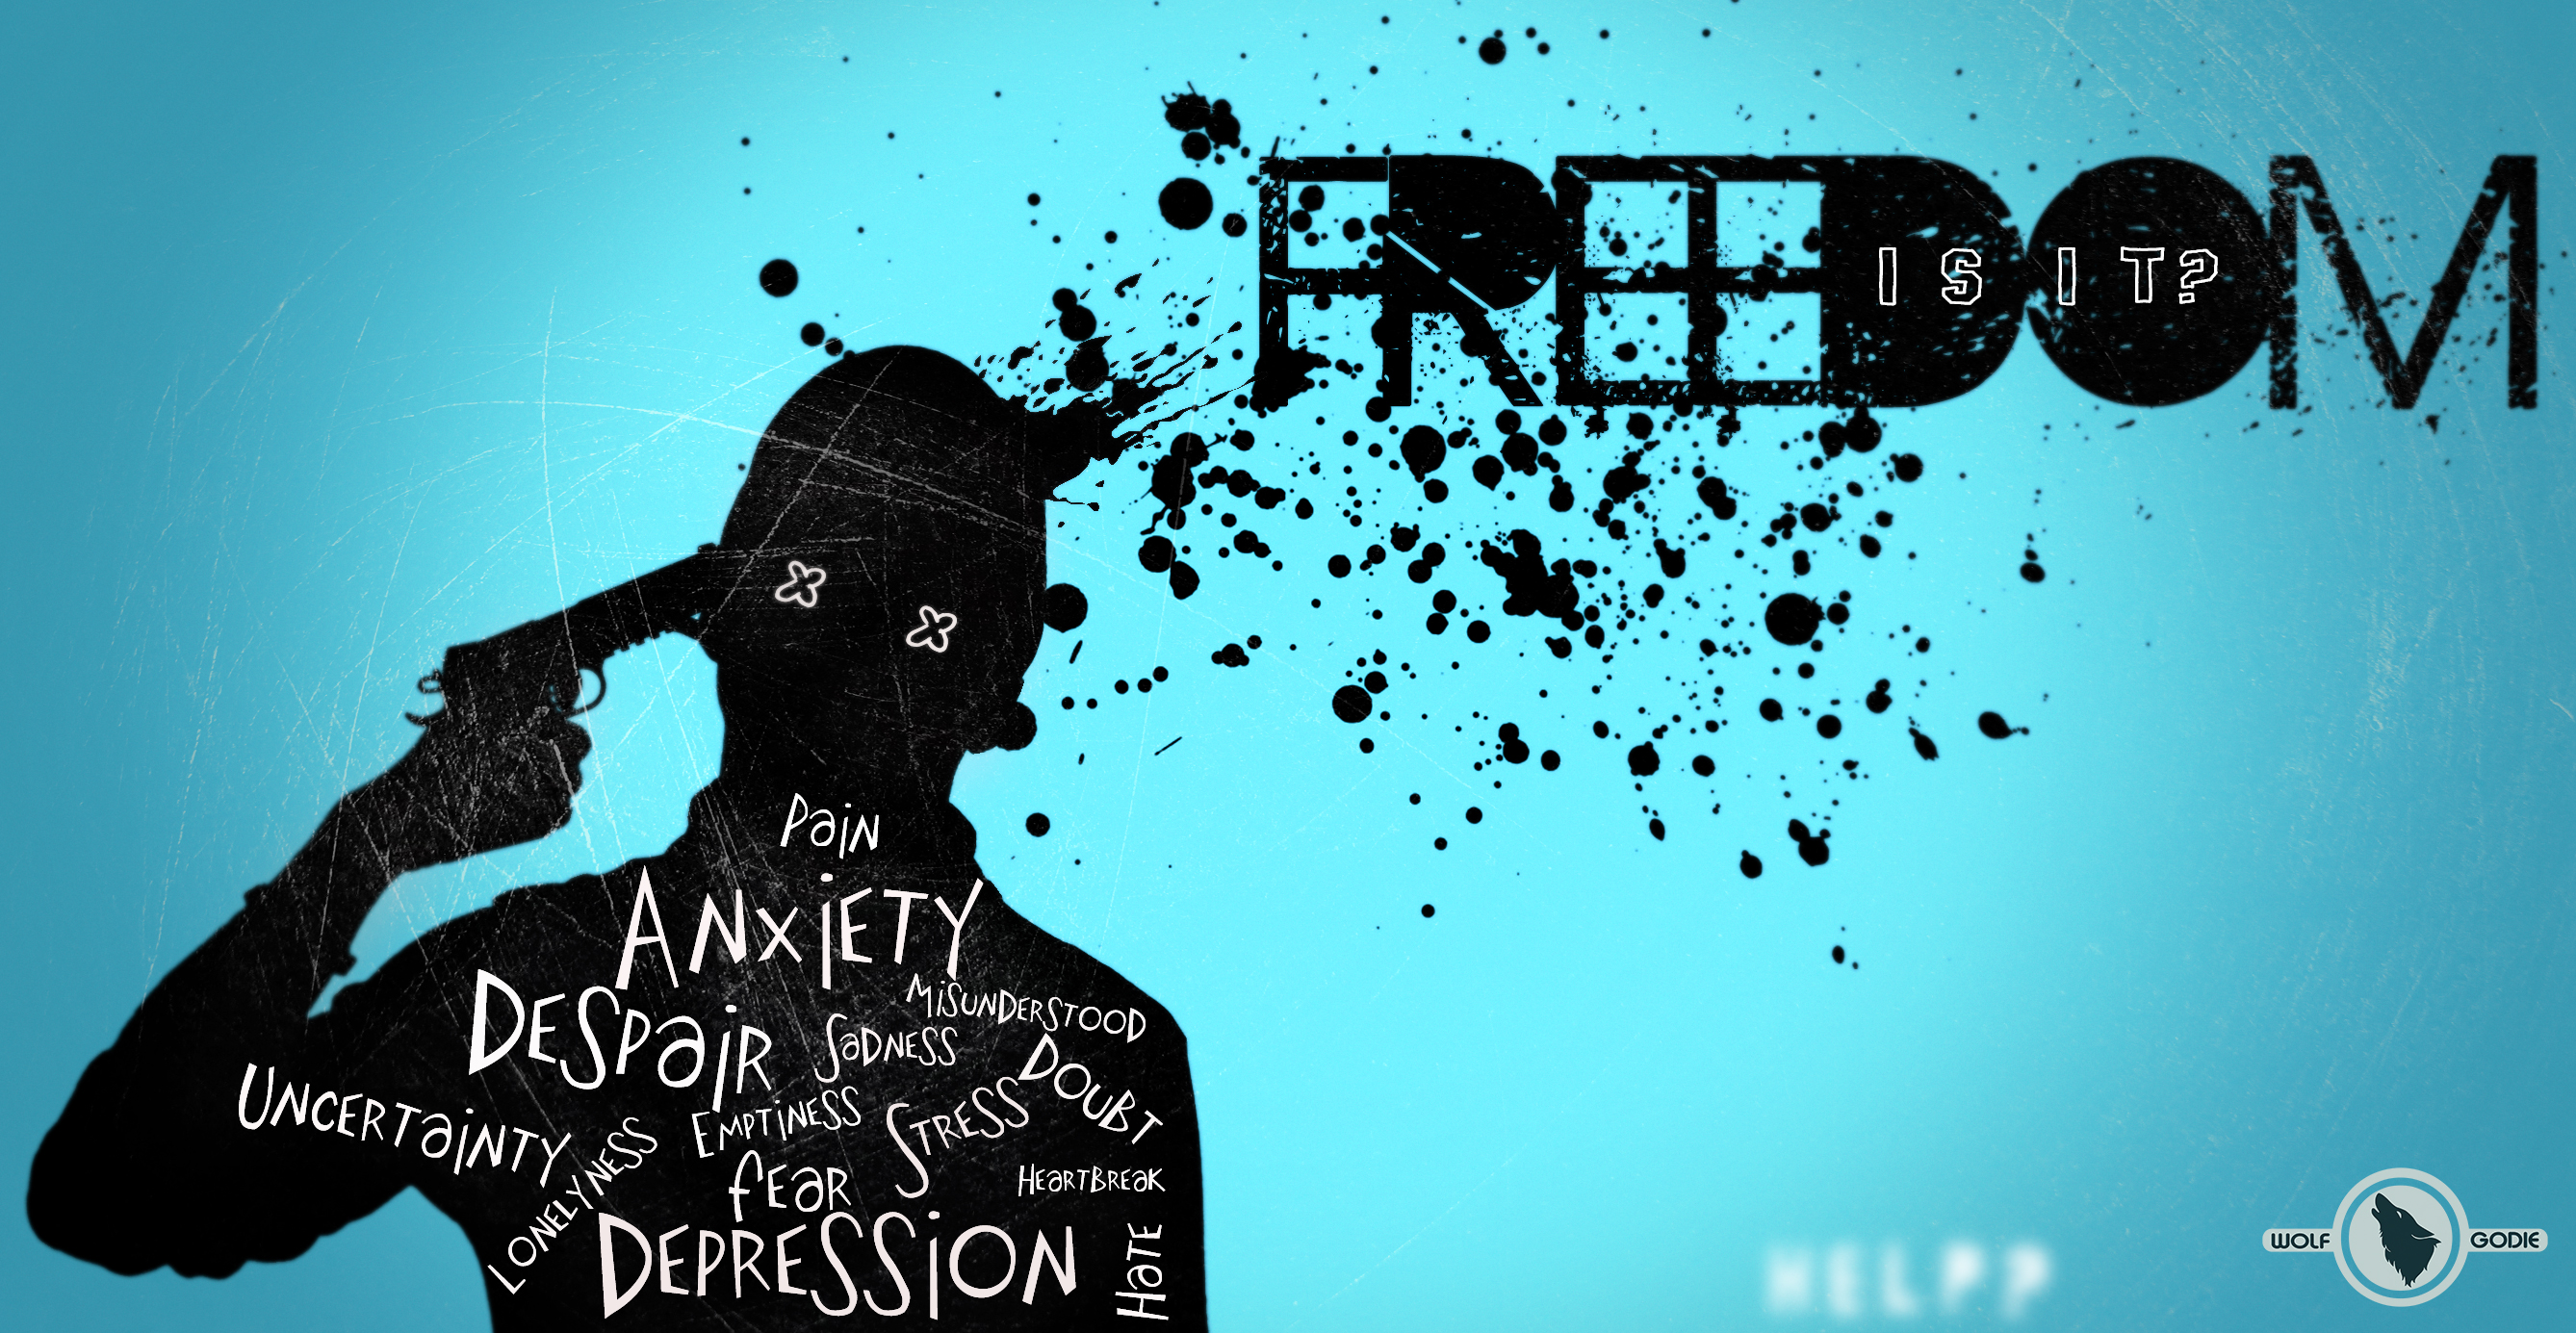 FREEDOM
IS IT?
PaiN
ANXiETY
DESPaiR
MiSUNDERSTOOD
SaDNESS
DOUBT
UNCERTaiNTY
EMPTiNESS
STRESS
LONELYNESS
fEaR
HEaRTBREaK
DEPRESSiON
HaTE
HELPP
WOLF GODIE